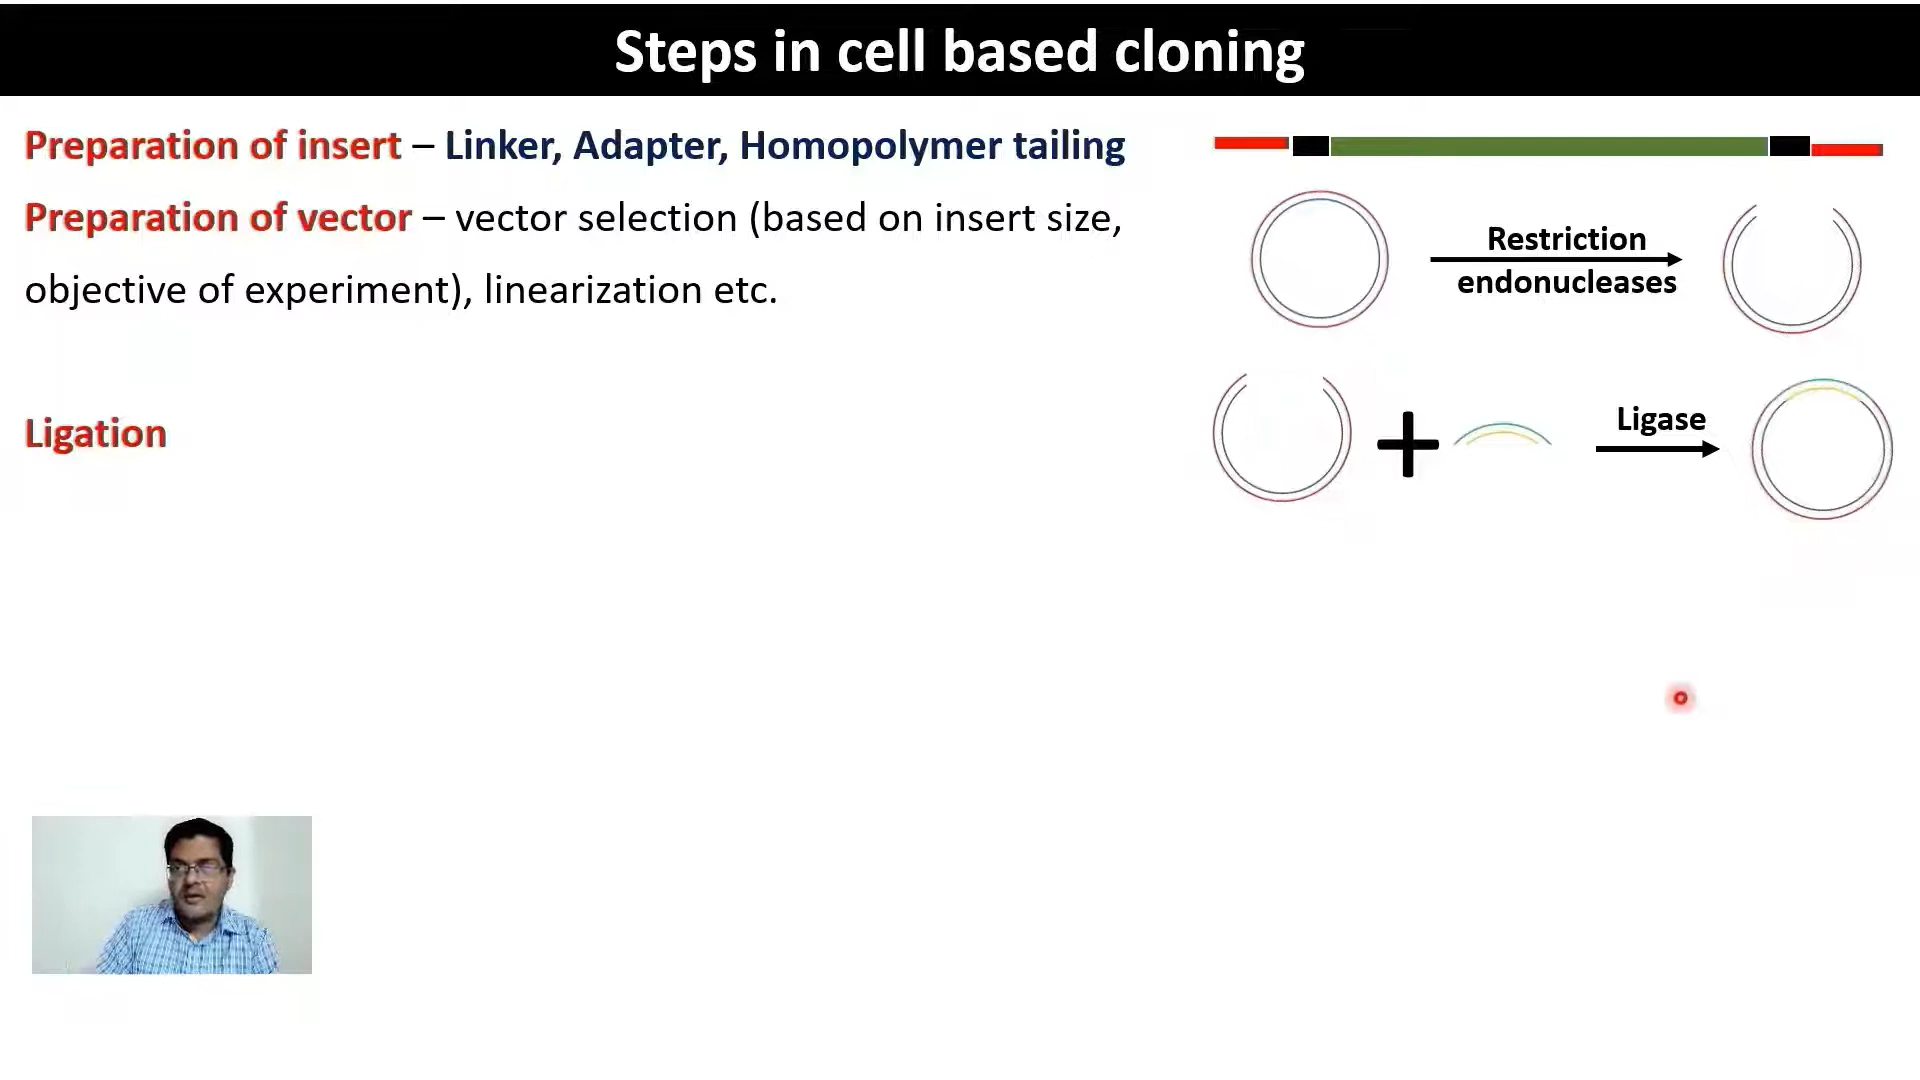 Steps in cell based cloning
Preparation of insert – Linker, Adapter, Homopolymer tailing
Preparation of vector – vector selection (based on insert size,
objective of experiment), linearization etc.
Restriction
endonucleases
Ligation
Ligase